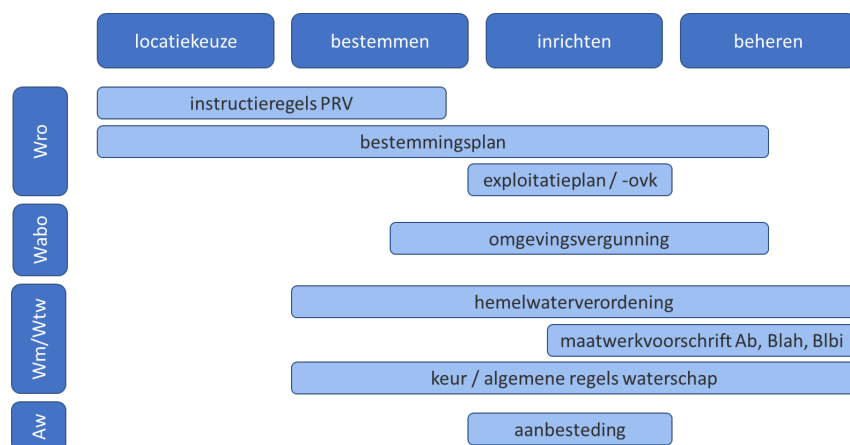 locatiekeuze
bestemmen
inrichten
beheren
Wro
instructieregels PRV
bestemmingsplan
exploitatieplan / -ovk
Wabo
omgevingsvergunning
Wm/Wtw
hemelwaterverordening
maatwerkvoorschrift Ab, Blah, Blbi
keur / algemene regels waterschap
Aw
aanbesteding